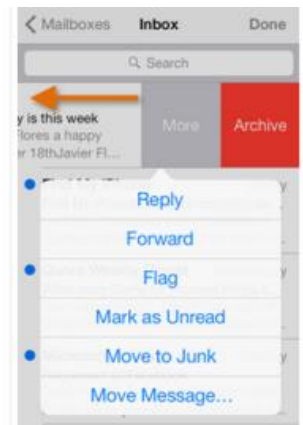 Mailboxes Inbox Done
Search
y is this week
Flores a happy
er 18thJavier Fl...
More
Archive
Reply
Forward
Flag
Mark as Unread
Move to Junk
Move Message...